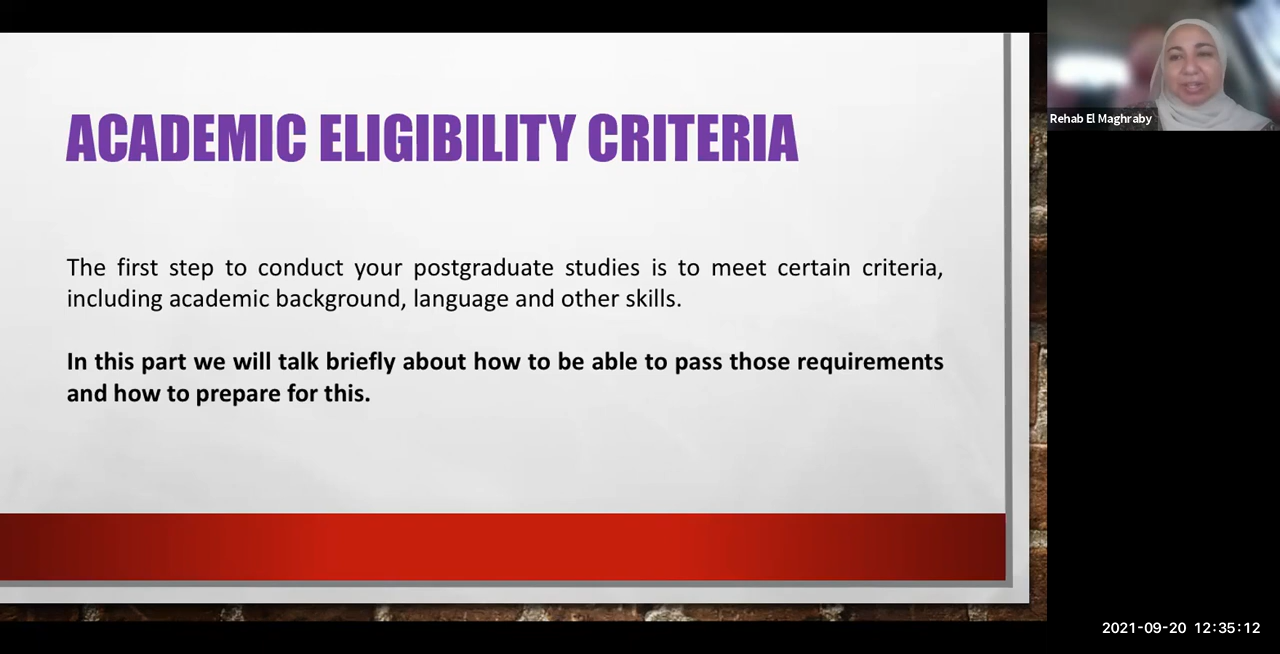 ACADEMIC ELIGIBILITY CRITERIA
The first step to conduct your postgraduate studies is to meet certain criteria,
including academic background, language and other skills.
In this part we will talk briefly about how to be able to pass those requirements
and how to prepare for this.
Rehab El Maghraby
2021-09-20 12:35:12